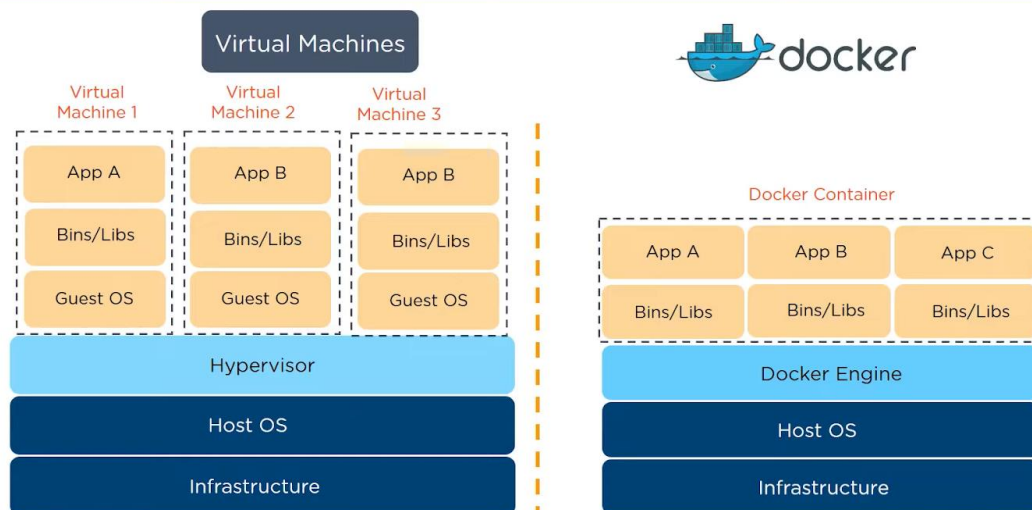 Virtual Machines
docker
Virtual
Machine 1
Virtual
Machine 2
Virtual
Machine 3
App A
Bins/Libs
Guest OS
App B
Bins/Libs
Guest OS
App B
Bins/Libs
Guest OS
Hypervisor
Host OS
Infrastructure
Docker Container
App A
App B
App C
Bins/Libs
Bins/Libs
Bins/Libs
Docker Engine
Host OS
Infrastructure